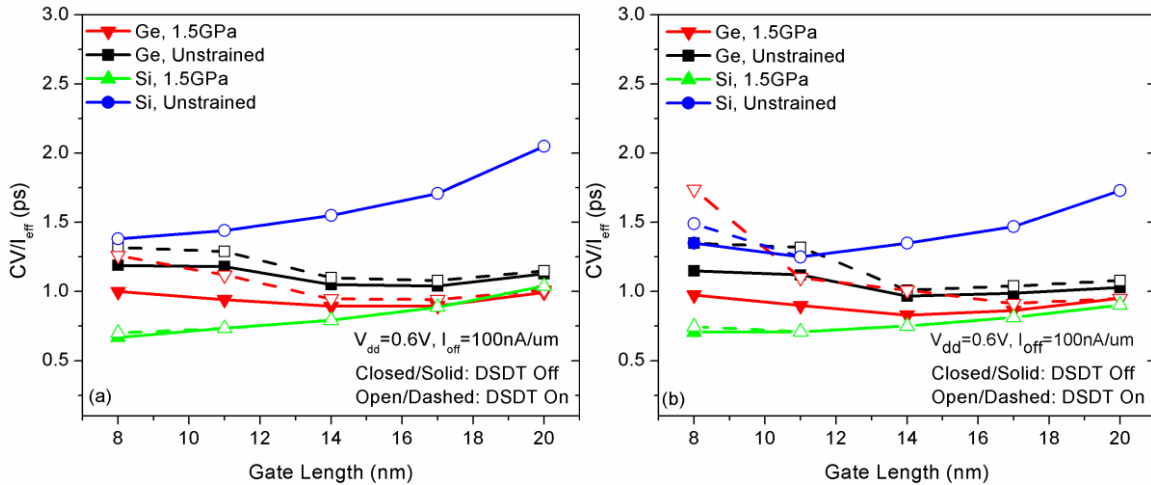 3.0
2.5
2.0
1.5
1.0
0.5
CV/I_eff (ps)
Ge, 1.5GPa
Ge, Unstrained
Si, 1.5GPa
Si, Unstrained
V_dd=0.6V, I_off=100nA/um
Closed/Solid: DSDT Off
Open/Dashed: DSDT On
(a)
8 10 12 14 16 18 20
Gate Length (nm)
3.0
2.5
2.0
1.5
1.0
0.5
CV/I_eff (ps)
Ge, 1.5GPa
Ge, Unstrained
Si, 1.5GPa
Si, Unstrained
V_dd=0.6V, I_off=100nA/um
Closed/Solid: DSDT Off
Open/Dashed: DSDT On
(b)
8 10 12 14 16 18 20
Gate Length (nm)